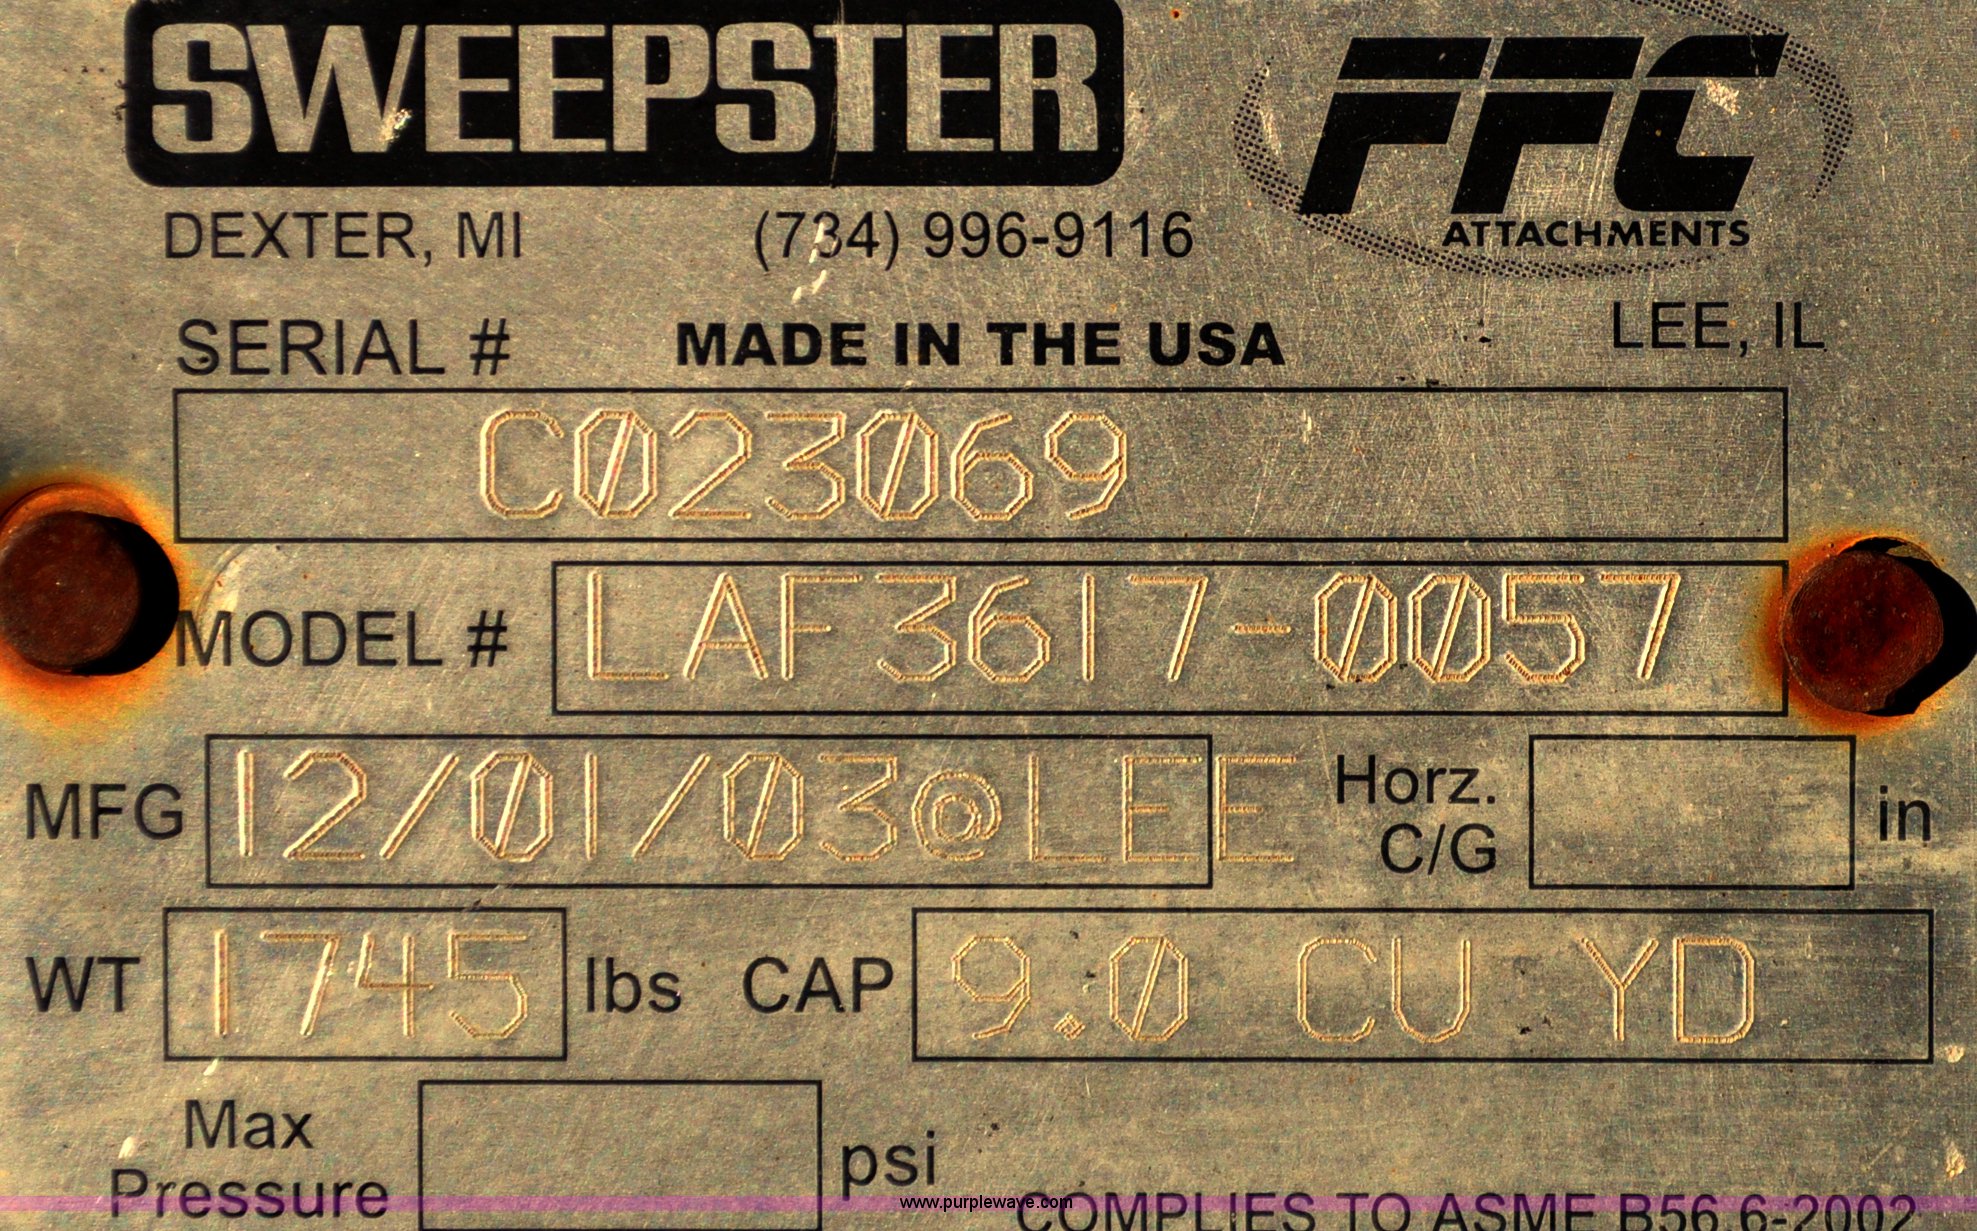 SWEEPSTER
FFC
ATTACHMENTS
DEXTER, MI (734) 996-9116
LEE, IL
SERIAL # MADE IN THE USA
C023069
MODEL # LAF3617-0057
MFG 12/01/03@LEE Horz. C/G in
WT 1745 lbs CAP 9.0 CU YD
Max Pressure psi
COMPLIES TO ASME B56.6-2002
www.purplewave.com